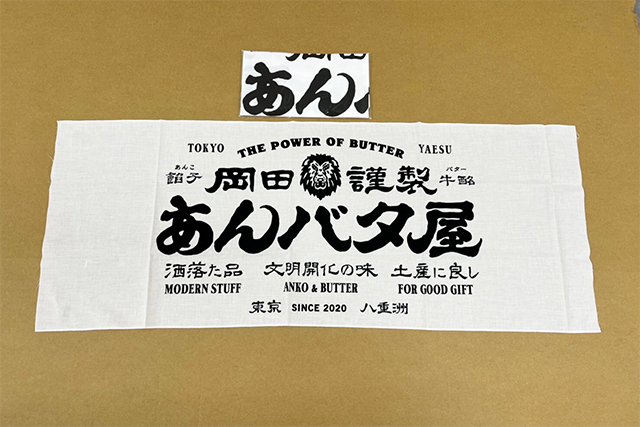 岡田
あん
TOKYO THE POWER OF BUTTER YAESU
あんこ バター
餡子 岡田 謹製 牛酪
あんバタ屋
洒落た品 文明開化の味 土産に良し
MODERN STUFF ANKO & BUTTER FOR GOOD GIFT
東京 SINCE 2020 八重洲